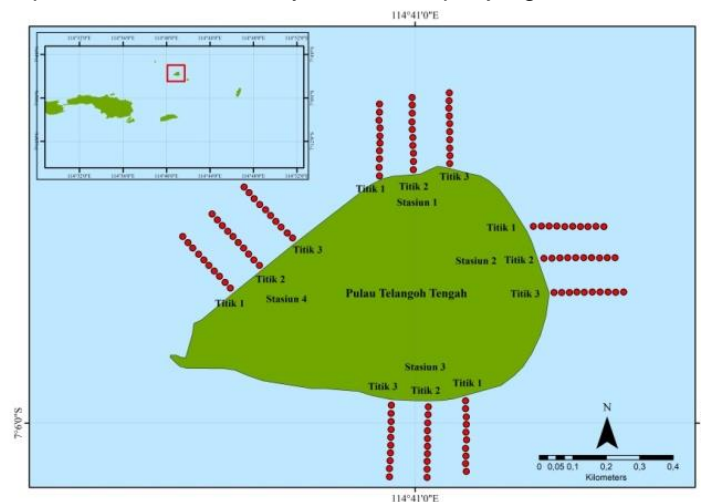 114°41'0"E
Titik 1
Titik 2
Titik 3
Stasiun 1
Titik 1
Titik 3
Stasiun 2
Titik 2
Titik 2
Stasiun 4
Titik 1
Pulau Telangoh Tengah
Titik 3
Stasiun 3
Titik 3
Titik 2
Titik 1
7°6'0"S
N
0 0,05 0,1 0,2 0,3 0,4
Kilometers
114°41'0"E